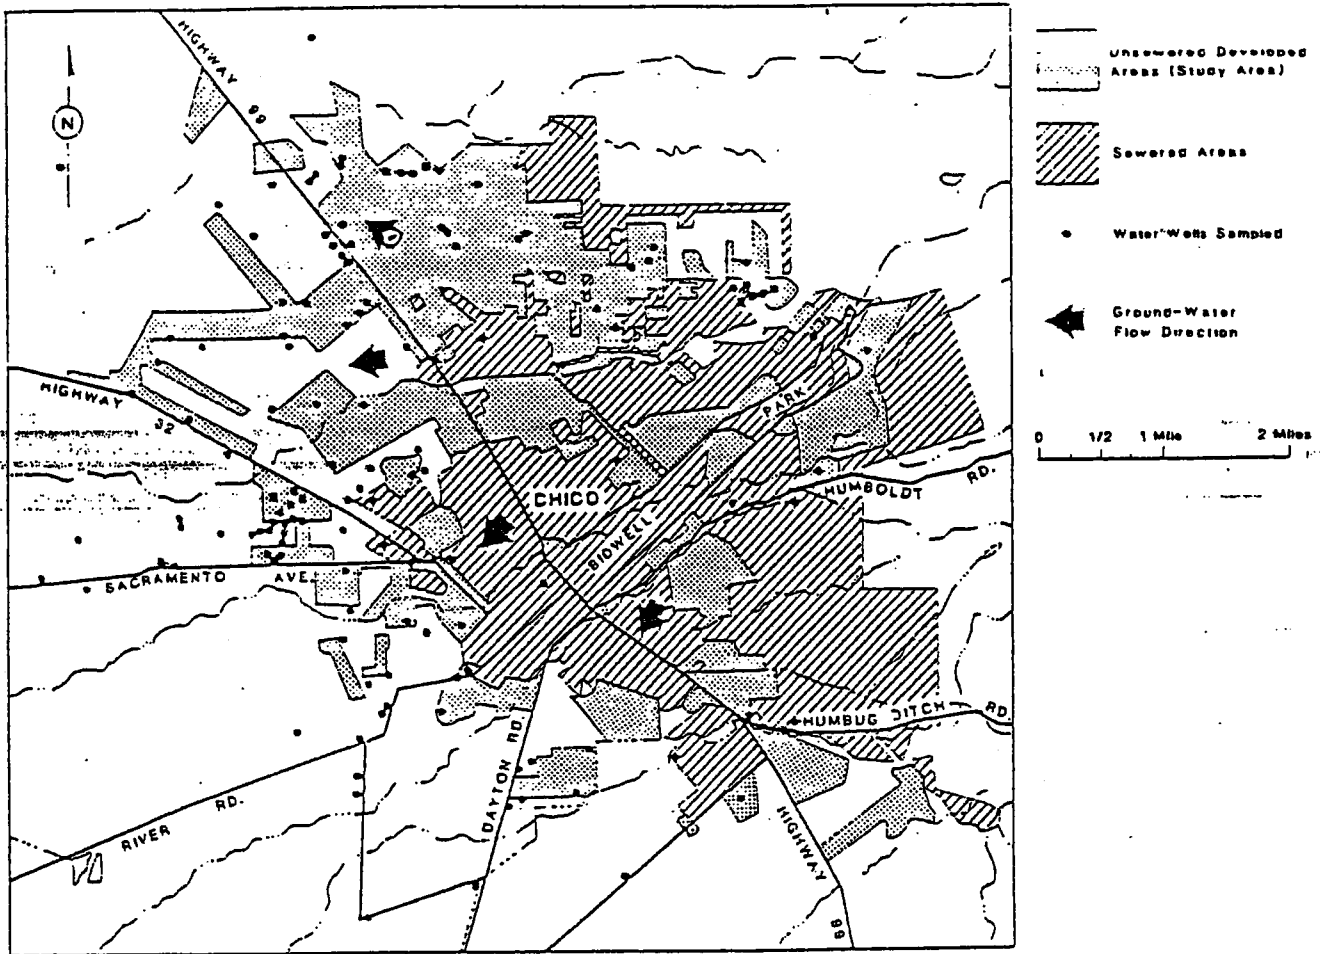 N
HIGHWAY
99
HIGHWAY
32
SACRAMENTO AVE.
RIVER RD.
DAYTON RD
CHICO
BIDWELL
PARK
HUMBOLDT RD.
HUMBUG DITCH RD.
HIGHWAY
99
Unsewered Developed
Areas (Study Area)
Sewered Areas
Water Wells Sampled
Ground-Water
Flow Direction
0 1/2 1 Mile 2 Miles